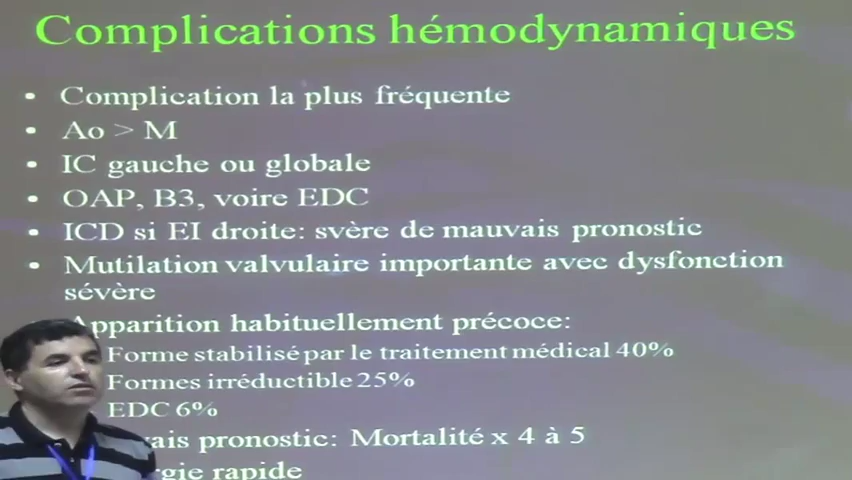 Complications hémodynamiques
• Complication la plus fréquente
• Ao > M
• IC gauche ou globale
• OAP, B3, voire EDC
• ICD si EI droite: svère de mauvais pronostic
• Mutilation valvulaire importante avec dysfonction
sévère
Apparition habituellement précoce:
Forme stabilisé par le traitement médical 40%
Formes irréductible 25%
EDC 6%
pronostic: Mortalité x 4 à 5
rapide